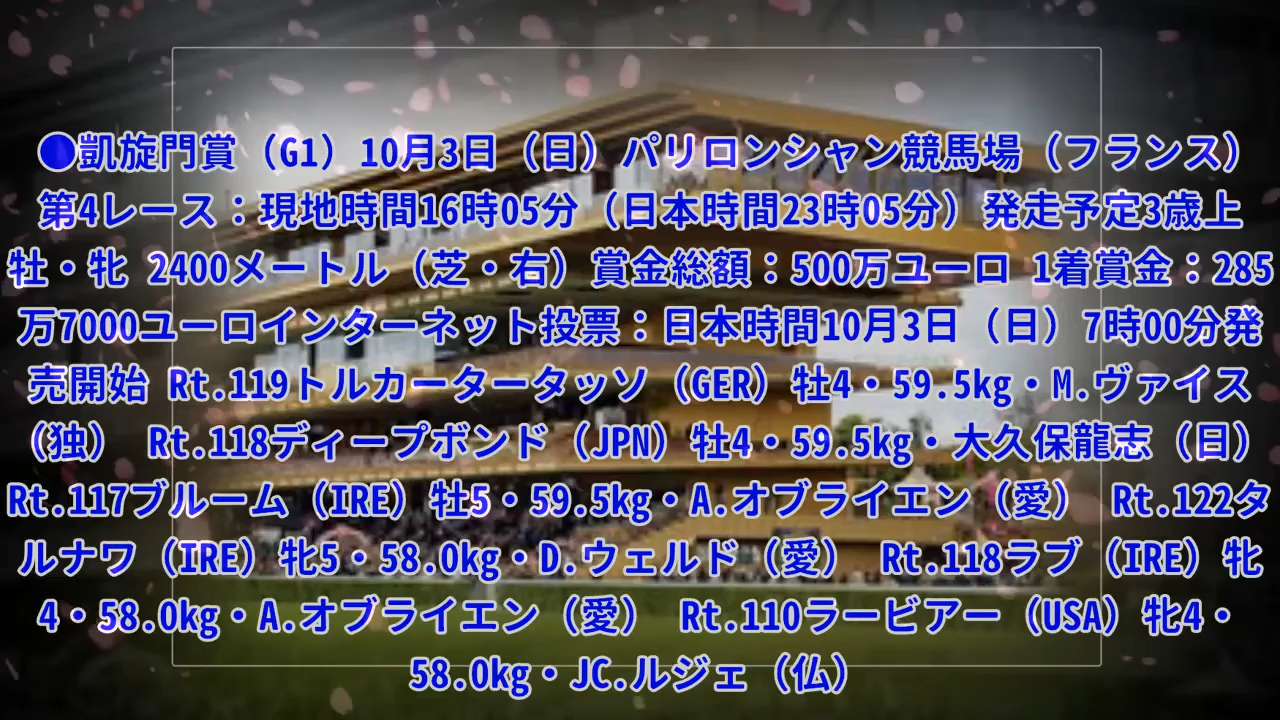 ●凱旋門賞（G1）10月3日（日）パリロンシャン競馬場（フランス）
第4レース：現地時間16時05分（日本時間23時05分）発走予定3歳上
牡・牝 2400メートル（芝・右）賞金総額：500万ユーロ 1着賞金：285
万7000ユーロインターネット投票：日本時間10月3日（日）7時00分発
売開始 Rt.119トルカータータッソ（GER）牡4・59.5kg・M.ヴァイス
（独） Rt.118ディープボンド（JPN）牡4・59.5kg・大久保龍志（日）
Rt.117ブルーム（IRE）牡5・59.5kg・A.オブライエン（愛） Rt.122タ
ルナワ（IRE）牝5・58.0kg・D.ウェルド（愛） Rt.118ラブ（IRE）牝
4・58.0kg・A.オブライエン（愛） Rt.110ラービアー（USA）牝4・
58.0kg・JC.ルジェ（仏）